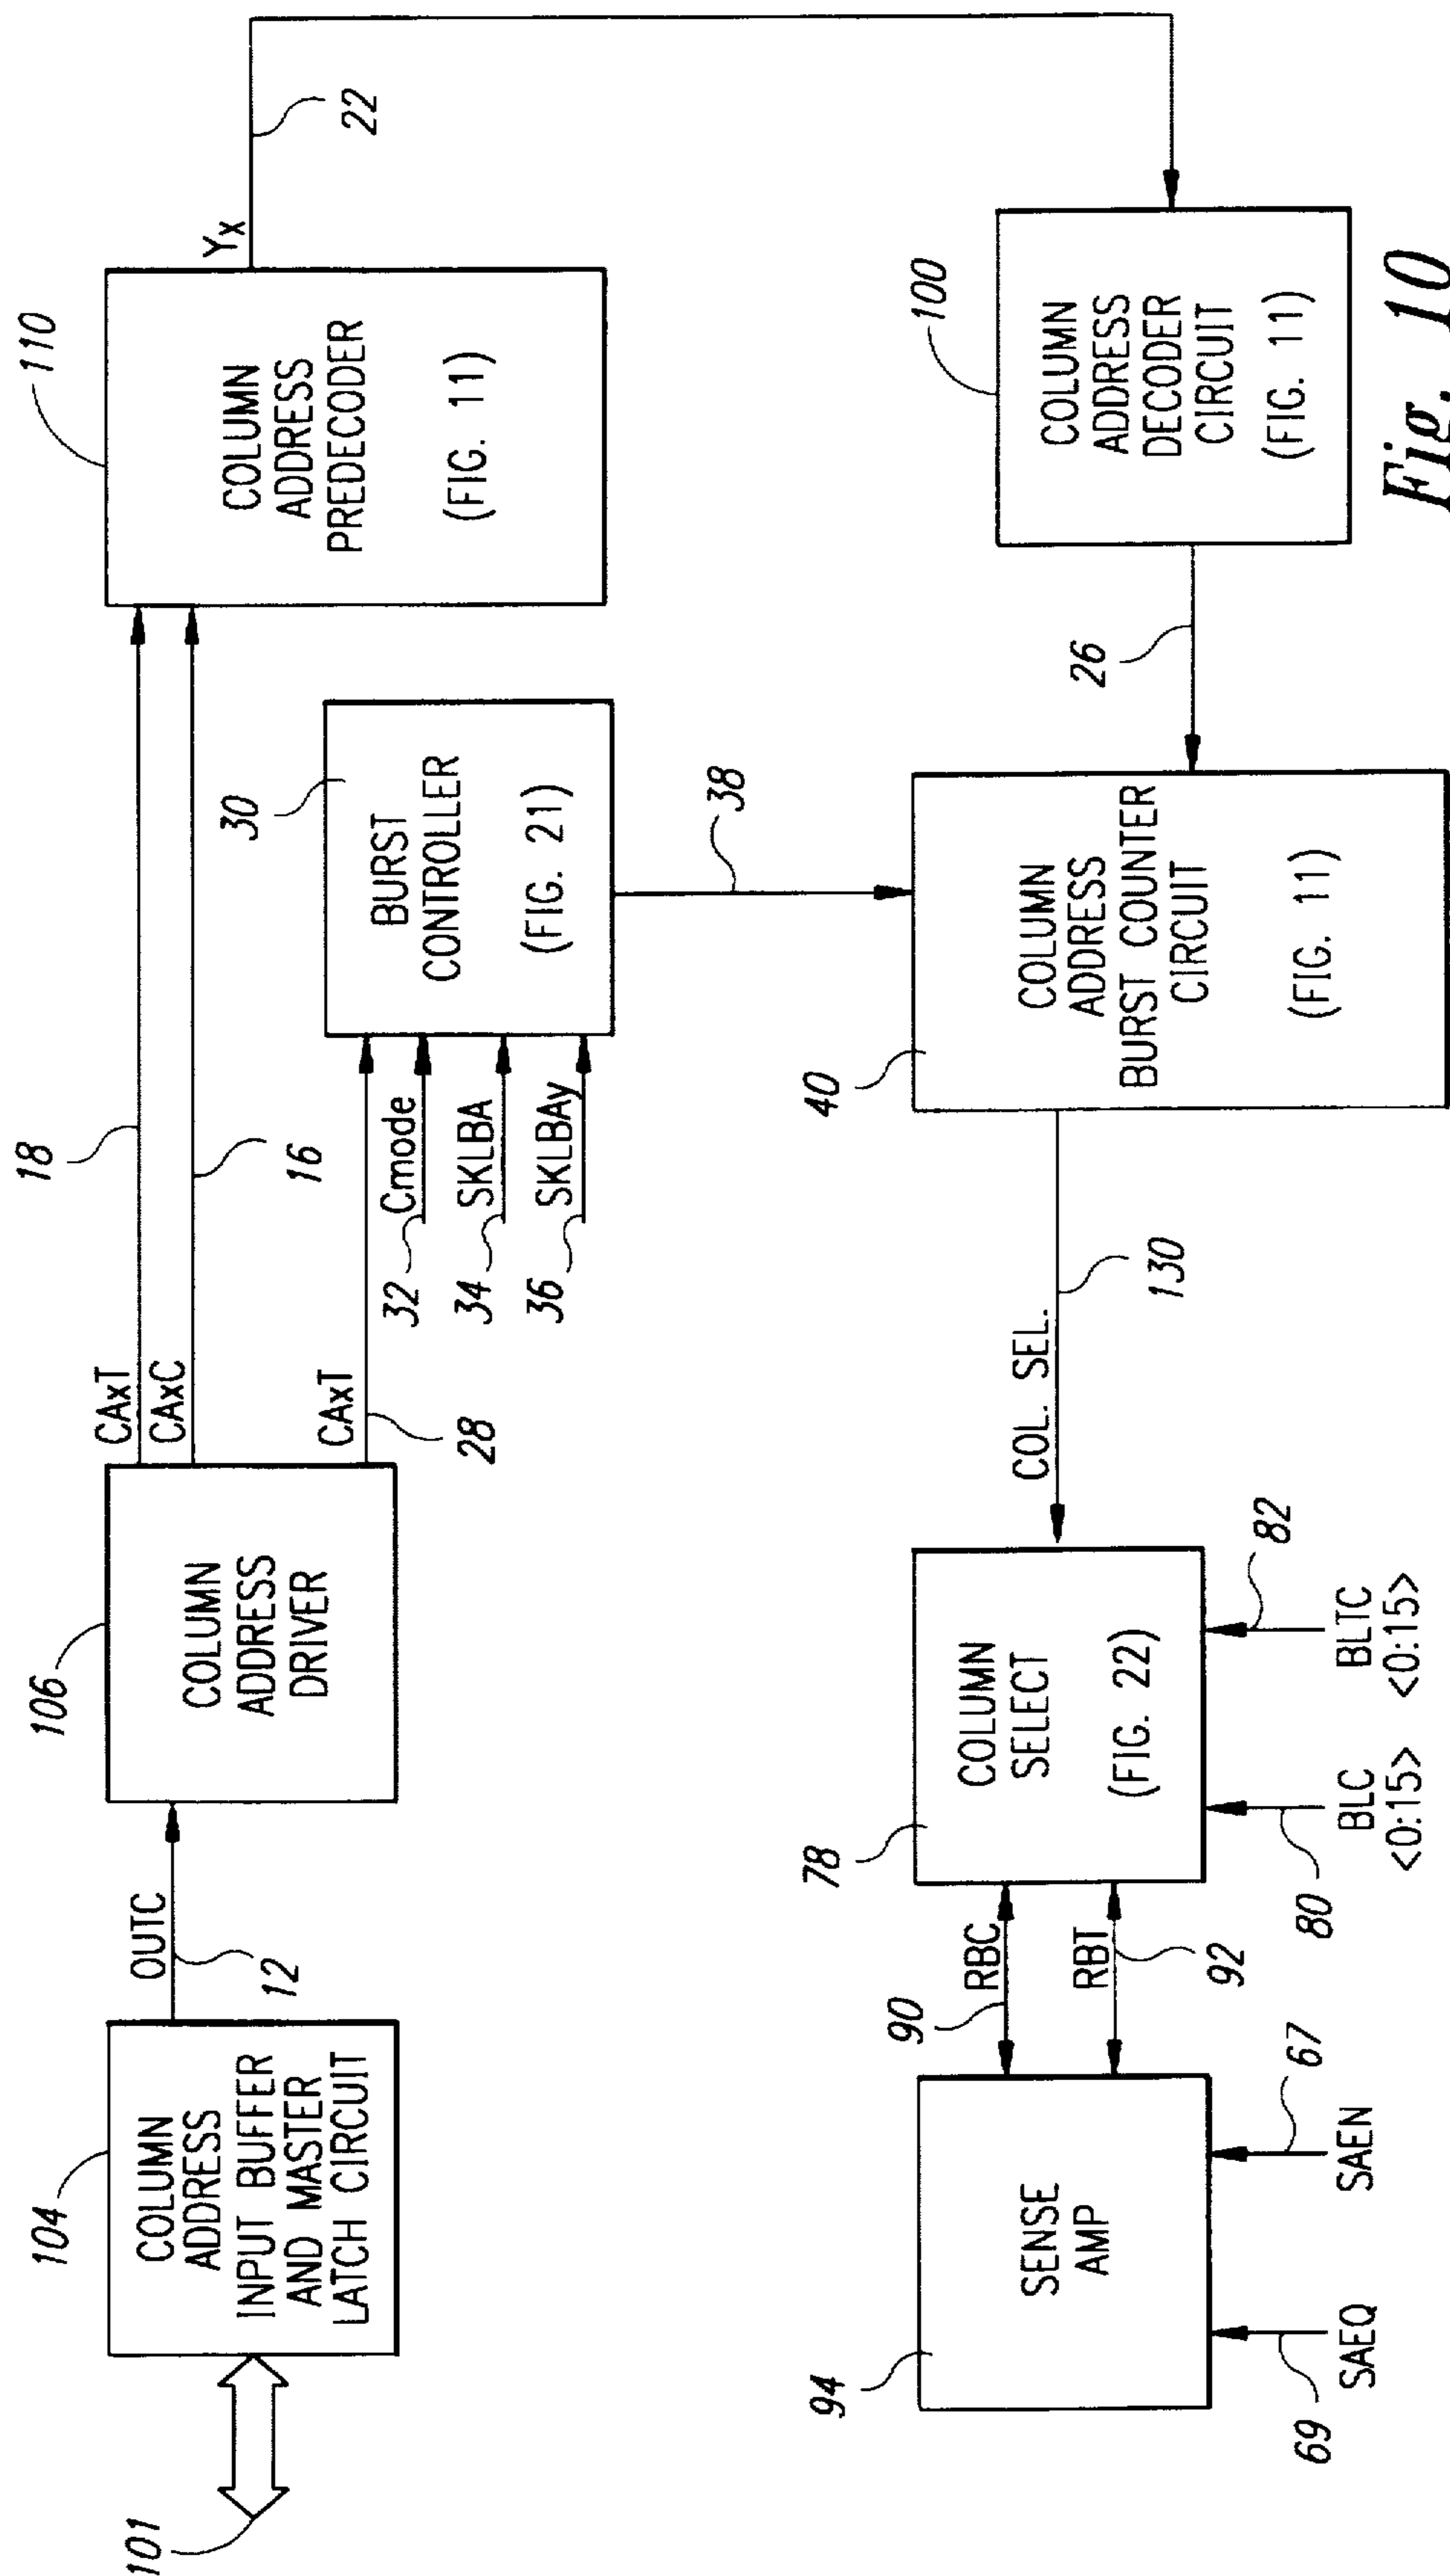 101
104
COLUMN
ADDRESS
INPUT BUFFER
AND MASTER
LATCH CIRCUIT
OUTC
12
106
COLUMN
ADDRESS
DRIVER
CAxT
18
CAxC
16
CAxT
28
110
COLUMN
ADDRESS
PREDECODER
(FIG. 11)
Yx
22
32
Cmode
34
SKLBA
36
SKLBAy
30
BURST
CONTROLLER
(FIG. 21)
38
100
COLUMN
ADDRESS
DECODER
CIRCUIT
(FIG. 11)
26
40
COLUMN
ADDRESS
BURST COUNTER
CIRCUIT
(FIG. 11)
COL. SEL.
130
78
COLUMN
SELECT
(FIG. 22)
80
BLC
<0:15>
82
BLTC
<0:15>
RBC
90
RBT
92
94
SENSE
AMP
69
SAEQ
67
SAEN
Fig. 10